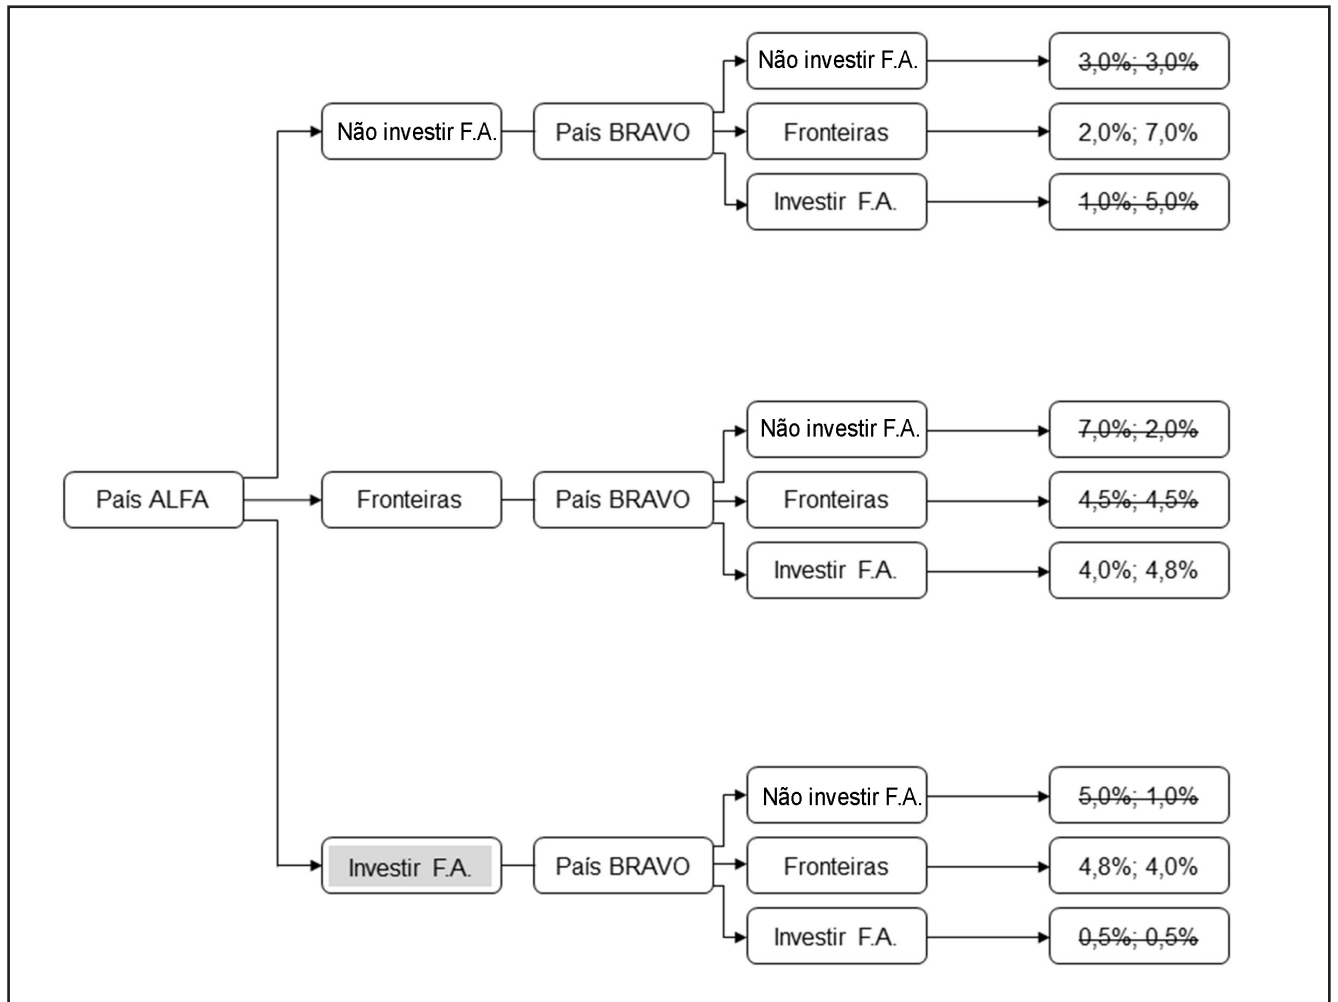 Não investir F.A.
3,0%; 3,0%
Não investir F.A.
País BRAVO
Fronteiras
2,0%; 7,0%
Investir F.A.
1,0%; 5,0%
Não investir F.A.
7,0%; 2,0%
País ALFA
Fronteiras
País BRAVO
Fronteiras
4,5%; 4,5%
Investir F.A.
4,0%; 4,8%
Não investir F.A.
5,0%; 1,0%
Investir F.A.
País BRAVO
Fronteiras
4,8%; 4,0%
Investir F.A.
0,5%; 0,5%